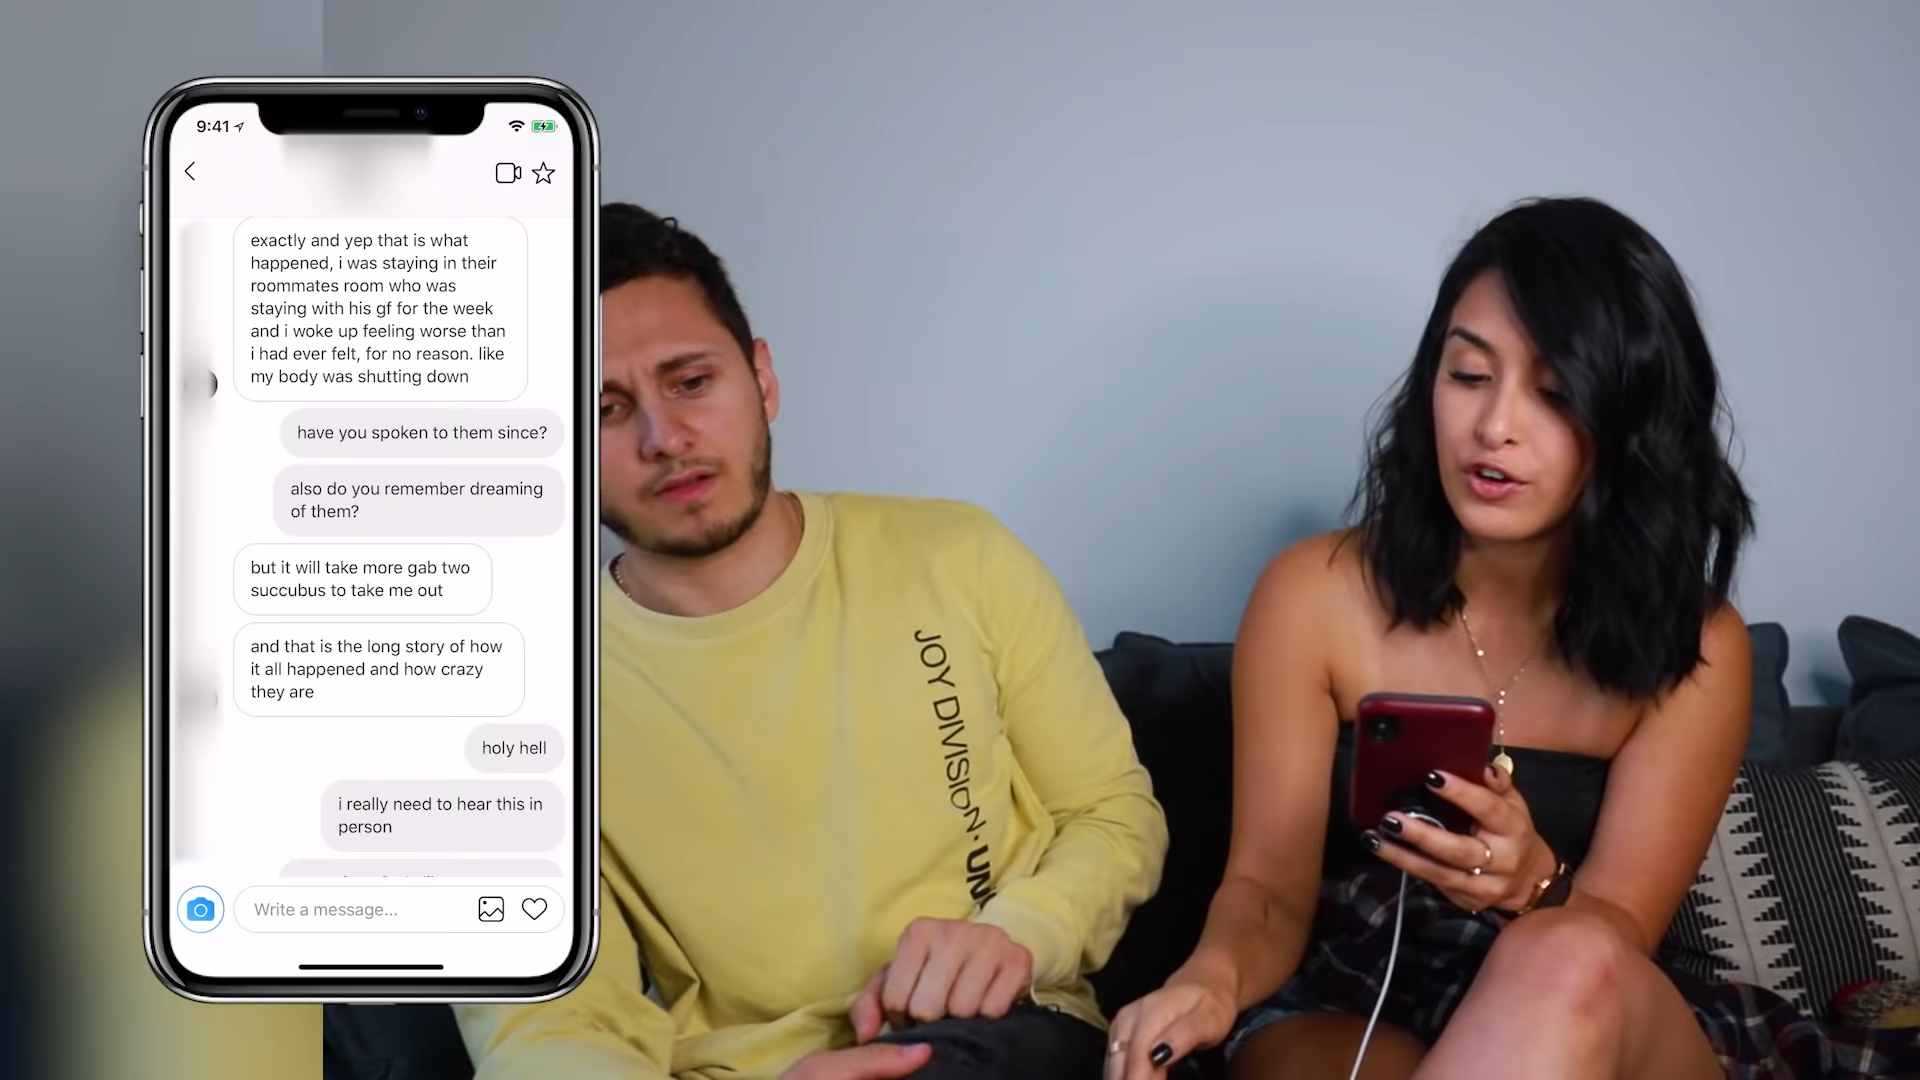 9:41
exactly and yep that is what
happened, i was staying in their
roommates room who was
staying with his gf for the week
and i woke up feeling worse than
i had ever felt, for no reason. like
my body was shutting down
have you spoken to them since?
also do you remember dreaming
of them?
but it will take more gab two
succubus to take me out
and that is the long story of how
it all happened and how crazy
they are
holy hell
i really need to hear this in
person
Write a message...
JOY DIVISION·